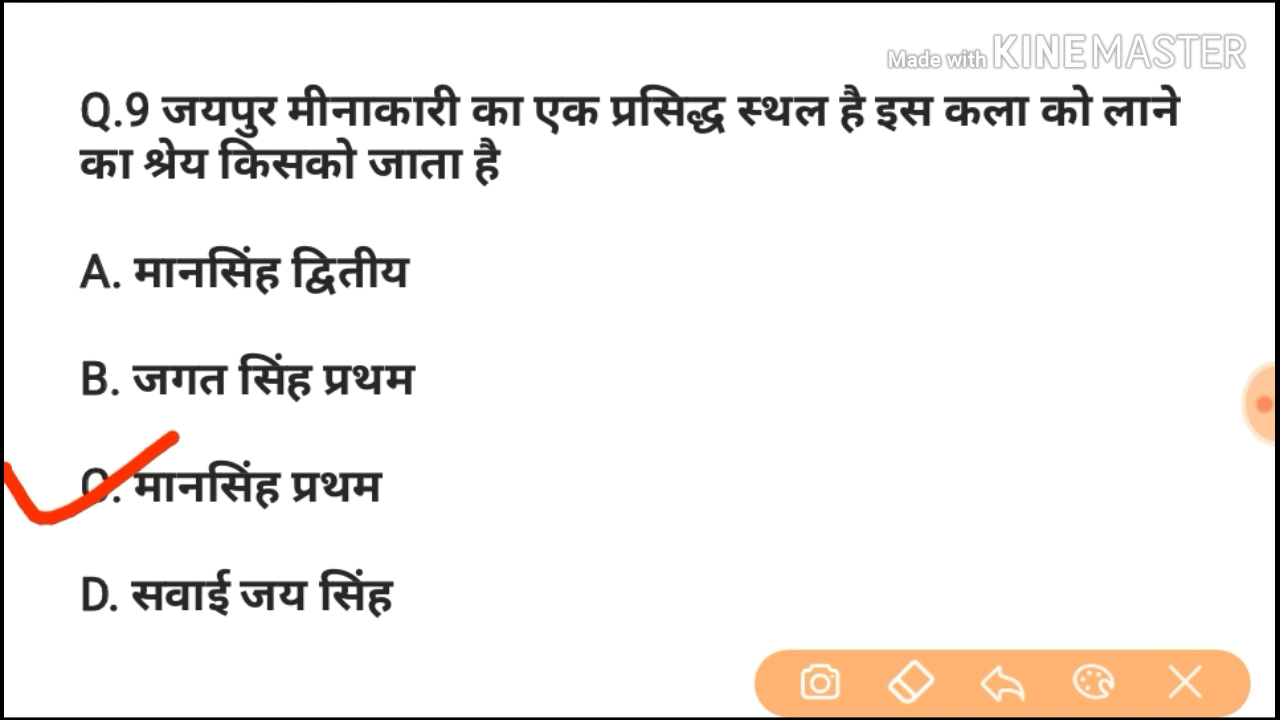 Made with KINEMASTER
Q.9 जयपुर मीनाकारी का एक प्रसिद्ध स्थल है इस कला को लाने
का श्रेय किसको जाता है
A. मानसिंह द्वितीय
B. जगत सिंह प्रथम
C. मानसिंह प्रथम
D. सवाई जय सिंह